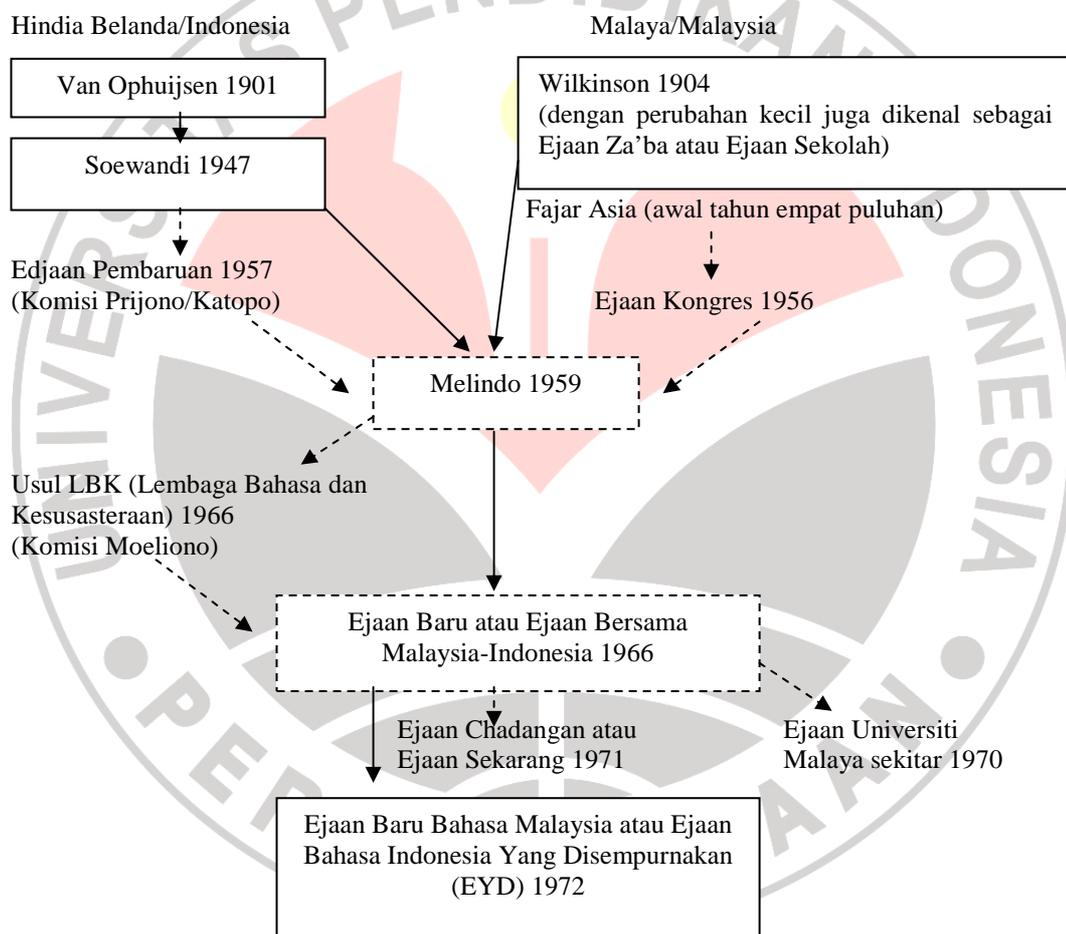 Hindia Belanda/Indonesia
Malaya/Malaysia
Van Ophuijsen 1901
Wilkinson 1904
(dengan perubahan kecil juga dikenal sebagai
Ejaan Za’ba atau Ejaan Sekolah)
Soewandi 1947
Fajar Asia (awal tahun empat puluhan)
Edjaan Pembaruan 1957
(Komisi Prijono/Katopo)
Ejaan Kongres 1956
Melindo 1959
Usul LBK (Lembaga Bahasa dan
Kesusasteraan) 1966
(Komisi Moeliono)
Ejaan Baru atau Ejaan Bersama
Malaysia-Indonesia 1966
Ejaan Chadangan atau
Ejaan Sekarang 1971
Ejaan Universiti
Malaya sekitar 1970
Ejaan Baru Bahasa Malaysia atau Ejaan
Bahasa Indonesia Yang Disempurnakan
(EYD) 1972